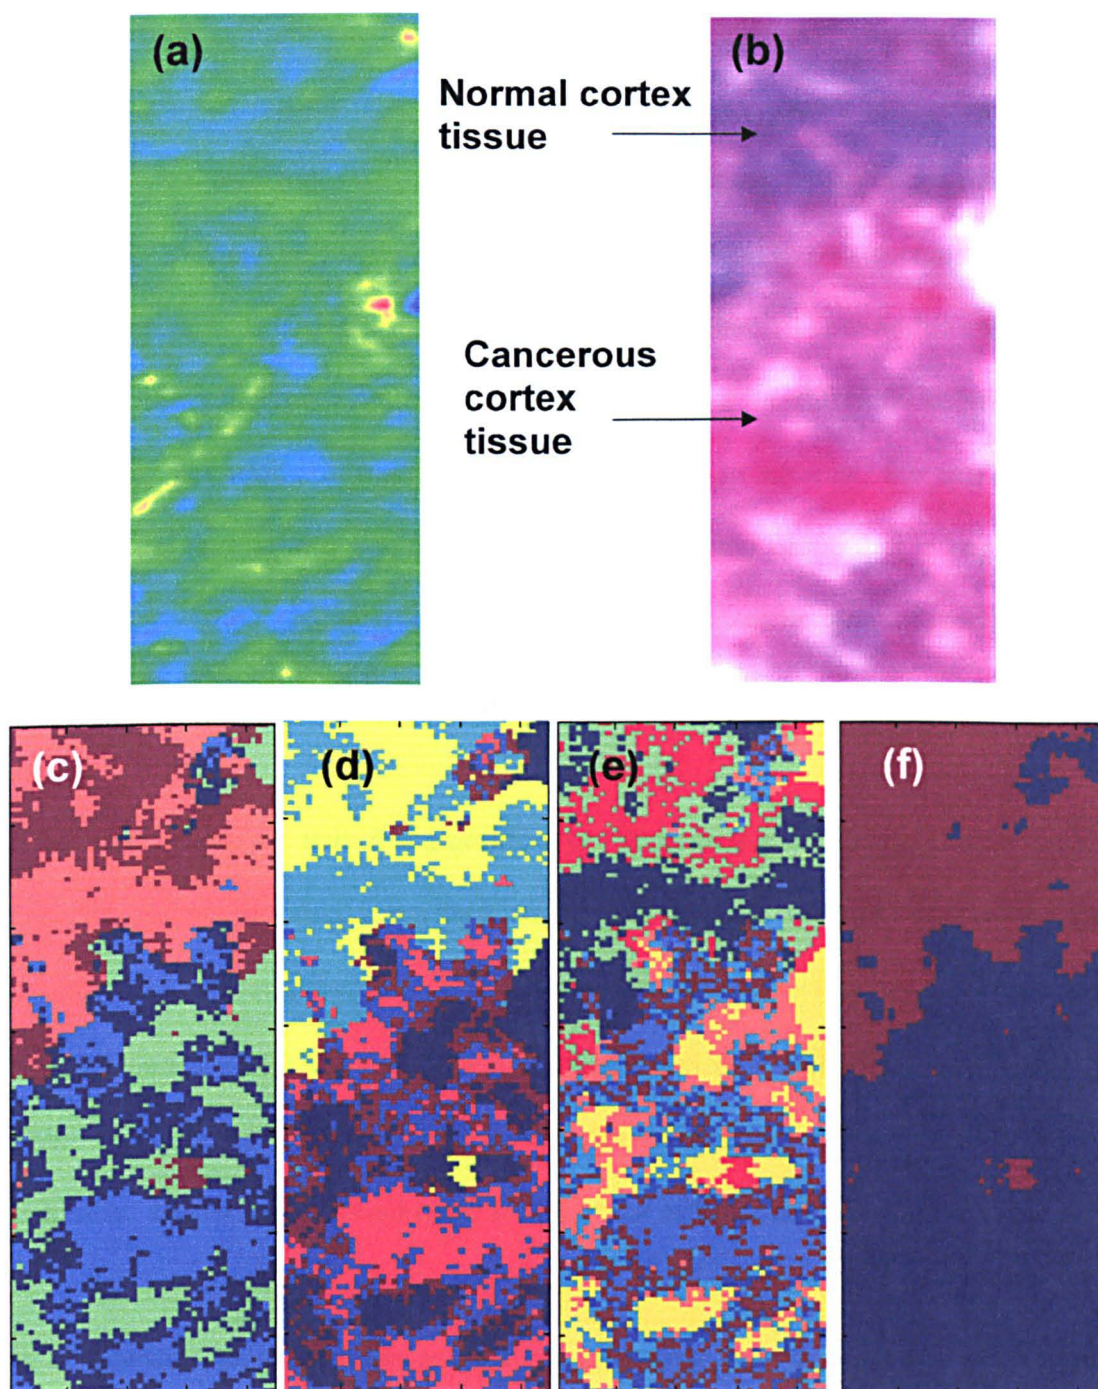 (a)
(b)
Normal cortex
tissue
Cancerous
cortex
tissue
(c)
(d)
(e)
(f)